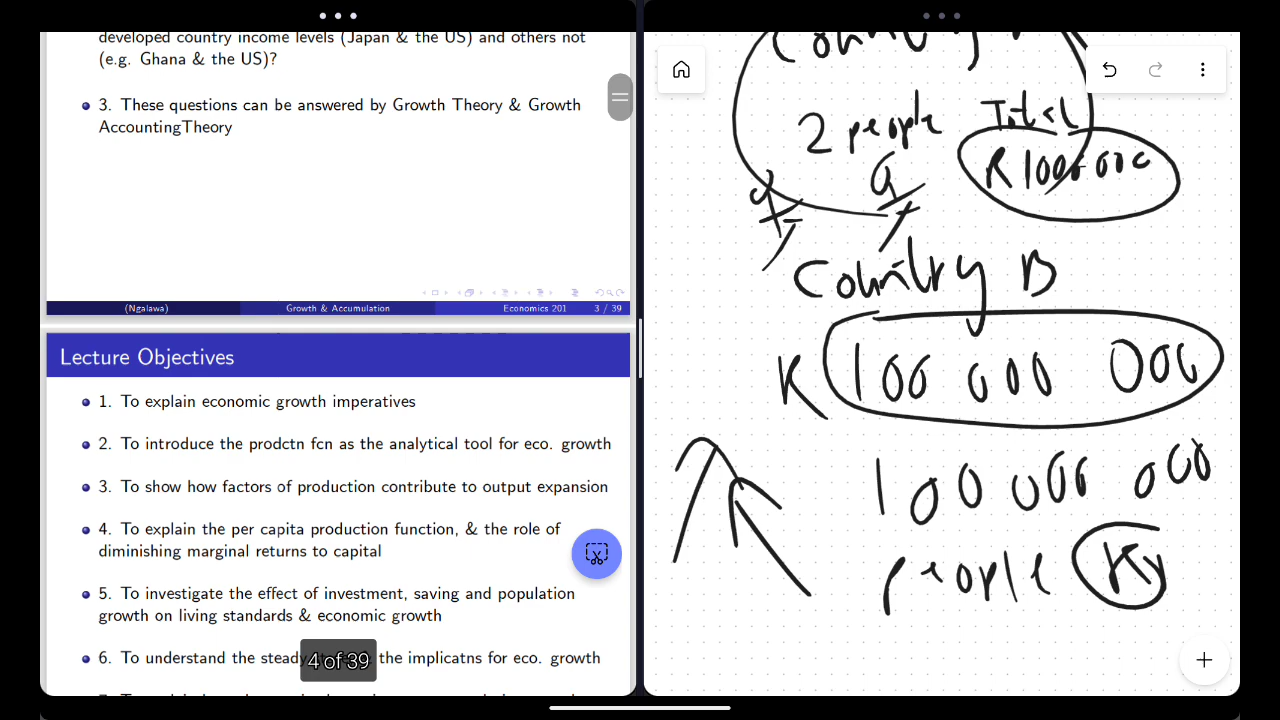 developed country income levels (Japan & the US) and others not
(e.g. Ghana & the US)?
3. These questions can be answered by Growth Theory & Growth
AccountingTheory
(Ngalawa) Growth & Accumulation Economics 201 3 / 39
Lecture Objectives
1. To explain economic growth imperatives
2. To introduce the prodctn fcn as the analytical tool for eco. growth
3. To show how factors of production contribute to output expansion
4. To explain the per capita production function, & the role of
diminishing marginal returns to capital
5. To investigate the effect of investment, saving and population
growth on living standards & economic growth
6. To understand the steady the implicatns for eco. growth
4 of 39
Country
2 people Total
R100 000
Country B
R 100 000 000
100 000 000
people